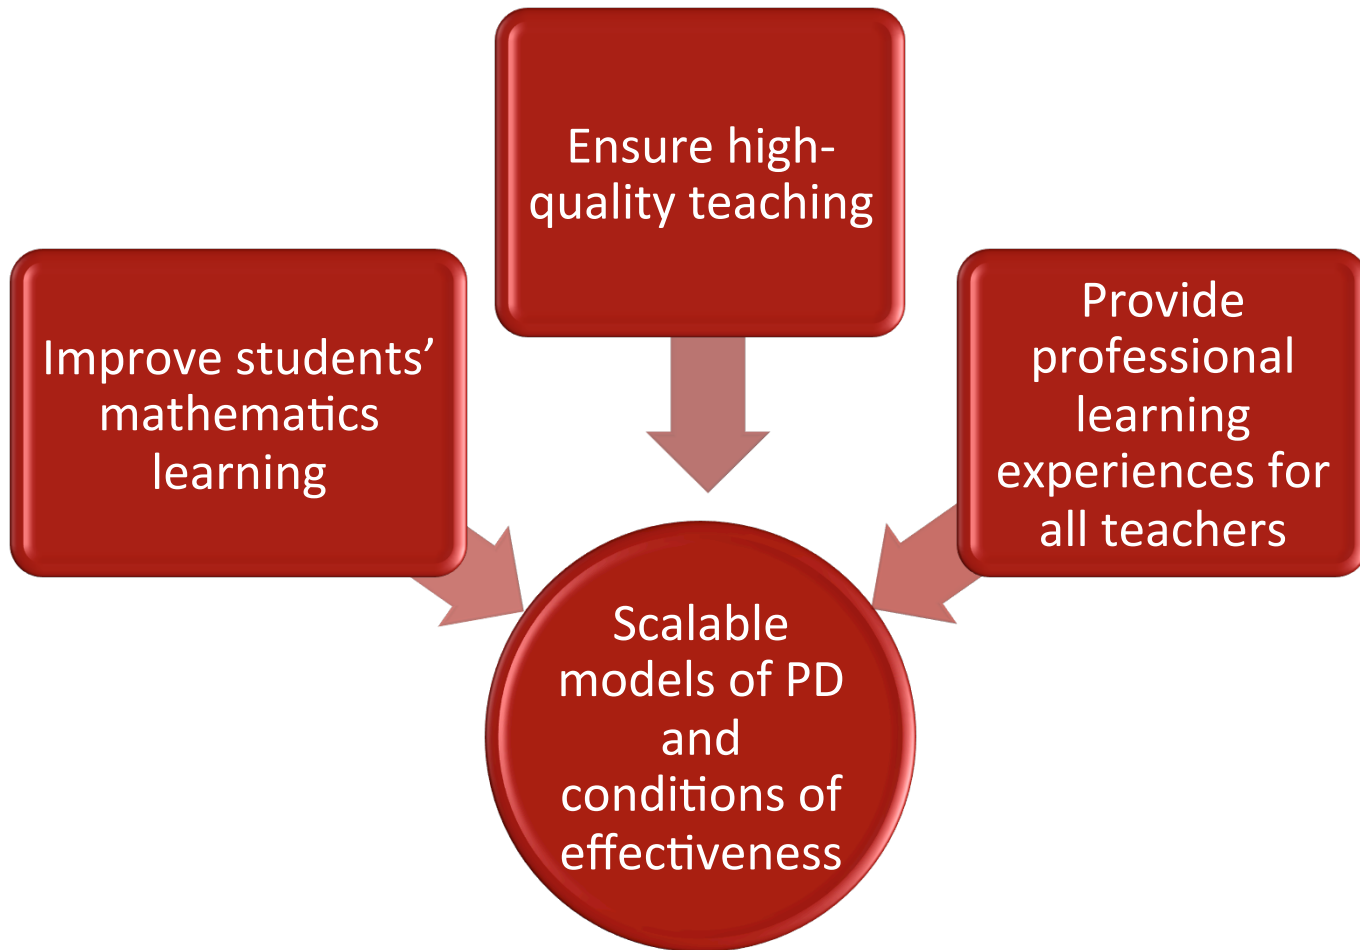 Ensure high-
quality teaching
Improve students’
mathematics
learning
Provide
professional
learning
experiences for
all teachers
Scalable
models of PD
and
conditions of
effectiveness